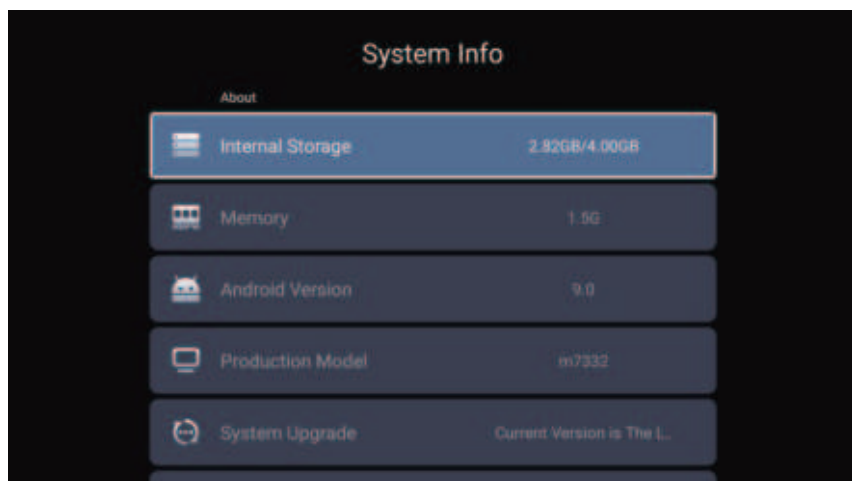 System Info
About
Internal Storage 2.82GB/4.00GB
Memory 1.5G
Android Version 9.0
Production Model m7332
System Upgrade Current Version is The L...